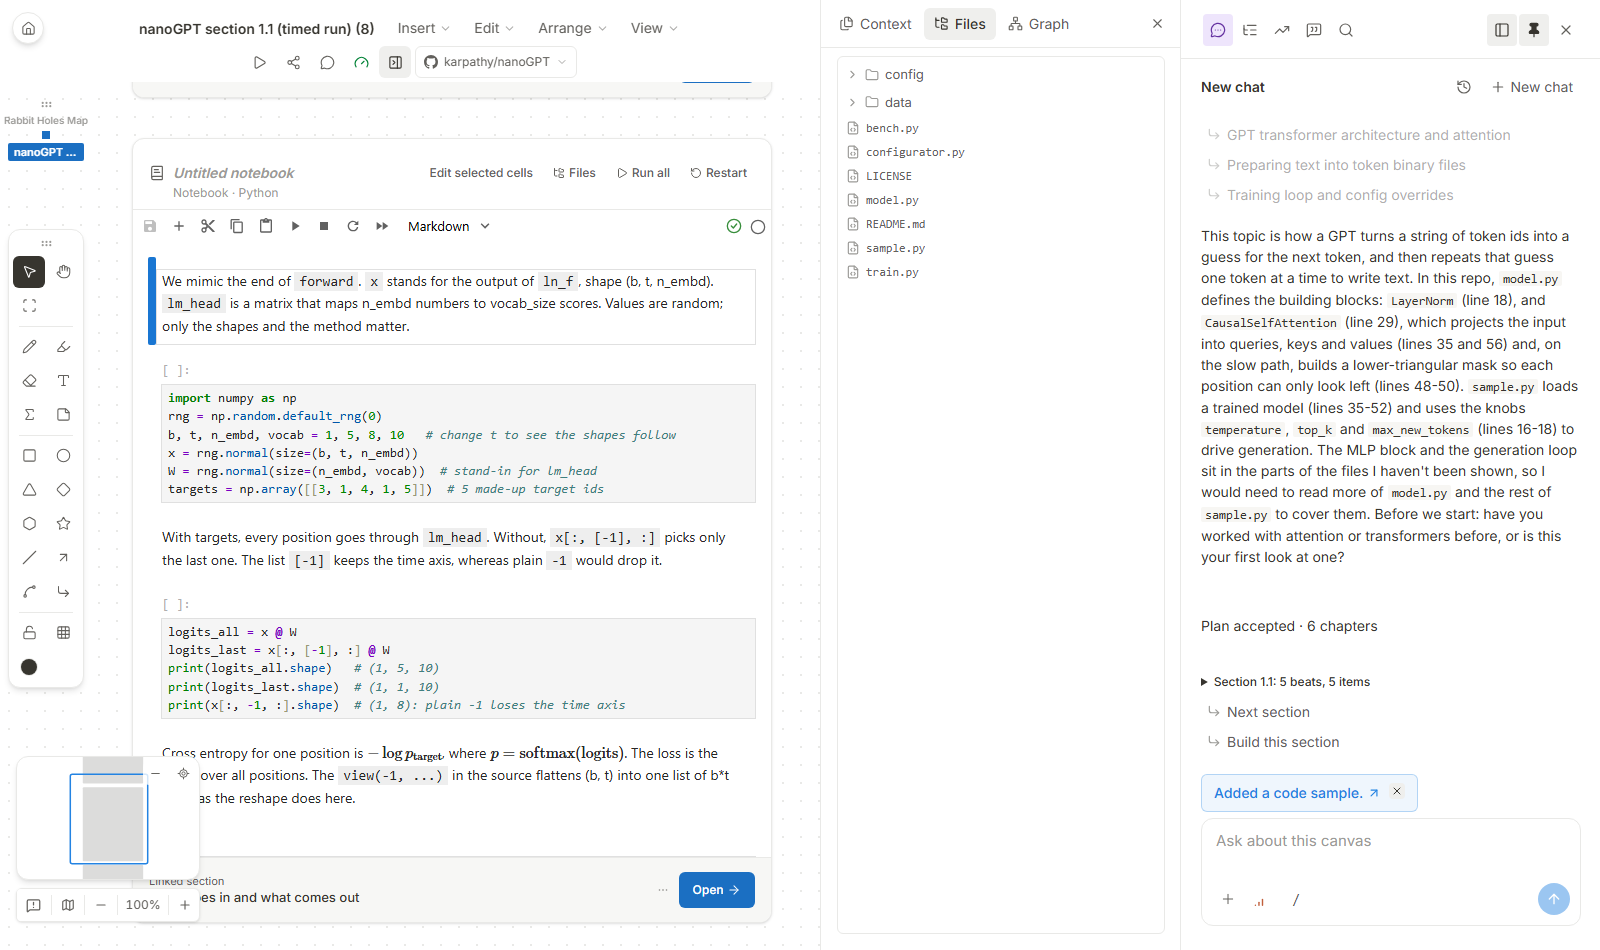 nanoGPT section 1.1 (timed run) (8)
Insert
Edit
Arrange
View
karpathy/nanoGPT
Rabbit Holes Map
nanoGPT ...
Untitled notebook
Notebook · Python
Edit selected cells
Files
Run all
Restart
Markdown
We mimic the end of forward. x stands for the output of ln_f, shape (b, t, n_embd).
lm_head is a matrix that maps n_embd numbers to vocab_size scores. Values are random;
only the shapes and the method matter.
[ ]:
import numpy as np
rng = np.random.default_rng(0)
b, t, n_embd, vocab = 1, 5, 8, 10   # change t to see the shapes follow
x = rng.normal(size=(b, t, n_embd))
W = rng.normal(size=(n_embd, vocab))  # stand-in for lm_head
targets = np.array([[3, 1, 4, 1, 5]])  # 5 made-up target ids
With targets, every position goes through lm_head. Without, x[:, [-1], :] picks only
the last one. The list [-1] keeps the time axis, whereas plain -1 would drop it.
[ ]:
logits_all = x @ W
logits_last = x[:, [-1], :] @ W
print(logits_all.shape)   # (1, 5, 10)
print(logits_last.shape)  # (1, 1, 10)
print(x[:, -1, :].shape)  # (1, 8): plain -1 loses the time axis
Cross entropy for one position is − log p_target, where p = softmax(logits). The loss is the
over all positions. The view(-1, ...) in the source flattens (b, t) into one list of b*t
as the reshape does here.
Linked section
es in and what comes out
...
Open →
100%
Context
Files
Graph
config
data
bench.py
configurator.py
LICENSE
model.py
README.md
sample.py
train.py
New chat
New chat
GPT transformer architecture and attention
Preparing text into token binary files
Training loop and config overrides
This topic is how a GPT turns a string of token ids into a
guess for the next token, and then repeats that guess
one token at a time to write text. In this repo, model.py
defines the building blocks: LayerNorm (line 18), and
CausalSelfAttention (line 29), which projects the input
into queries, keys and values (lines 35 and 56) and, on
the slow path, builds a lower-triangular mask so each
position can only look left (lines 48-50). sample.py loads
a trained model (lines 35-52) and uses the knobs
temperature, top_k and max_new_tokens (lines 16-18) to
drive generation. The MLP block and the generation loop
sit in the parts of the files I haven't been shown, so I
would need to read more of model.py and the rest of
sample.py to cover them. Before we start: have you
worked with attention or transformers before, or is this
your first look at one?
Plan accepted · 6 chapters
Section 1.1: 5 beats, 5 items
Next section
Build this section
Added a code sample.
Ask about this canvas
/